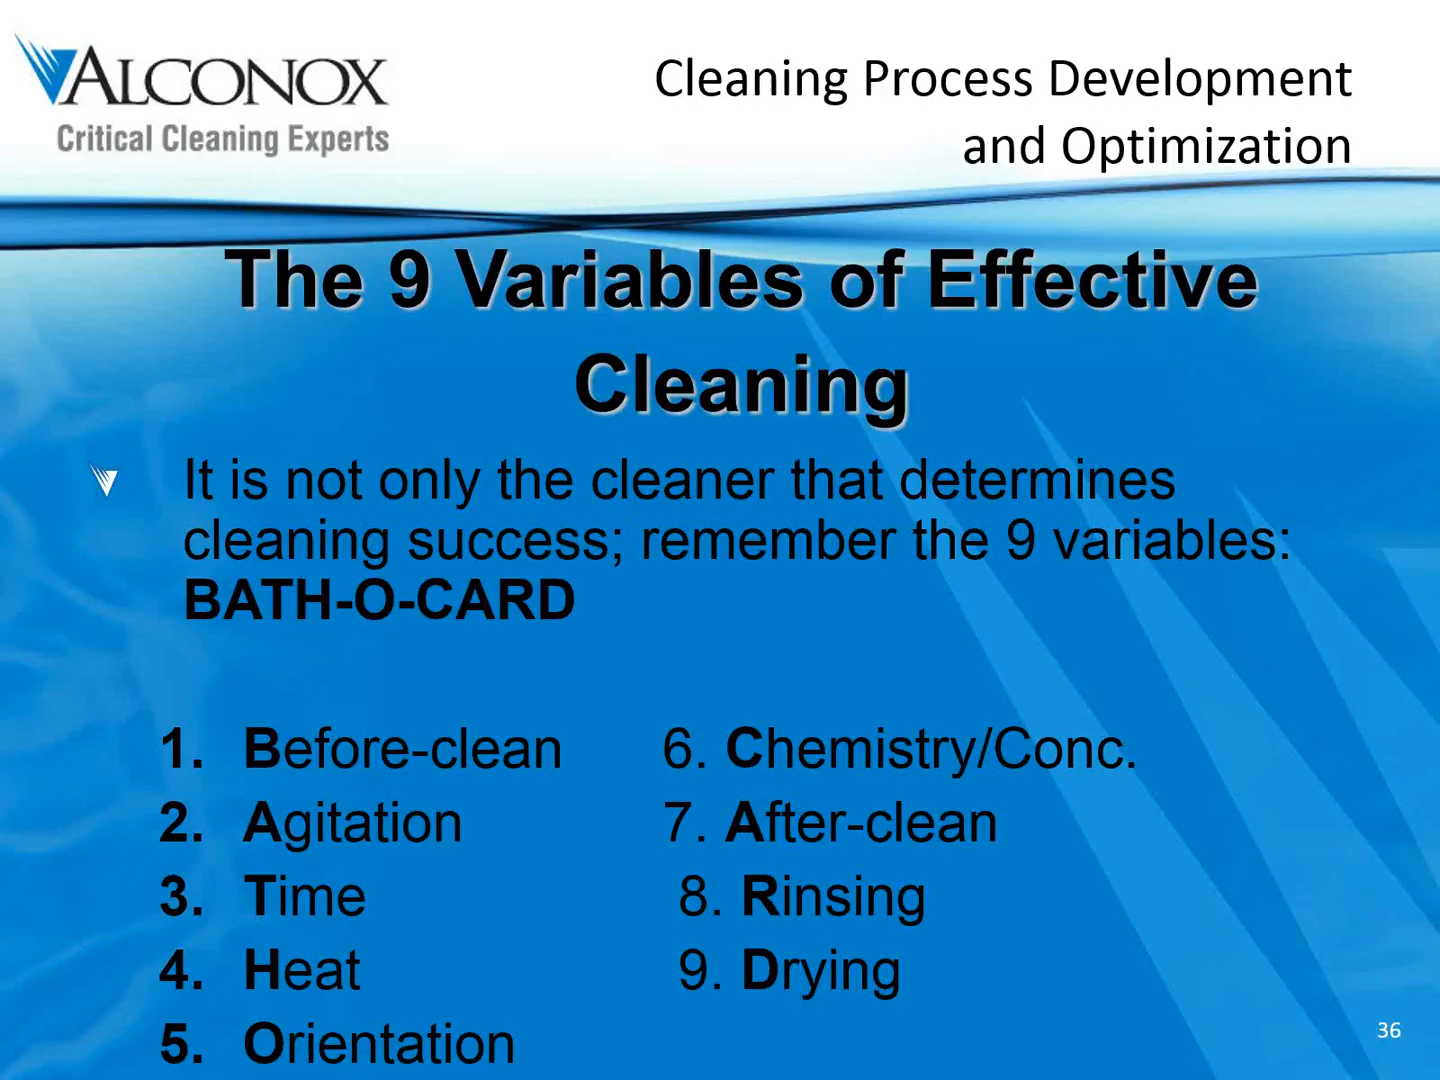 ALCONOX
Critical Cleaning Experts
Cleaning Process Development
and Optimization
The 9 Variables of Effective
Cleaning
It is not only the cleaner that determines
cleaning success; remember the 9 variables:
BATH-O-CARD
1. Before-clean
2. Agitation
3. Time
4. Heat
5. Orientation
6. Chemistry/Conc.
7. After-clean
8. Rinsing
9. Drying
36